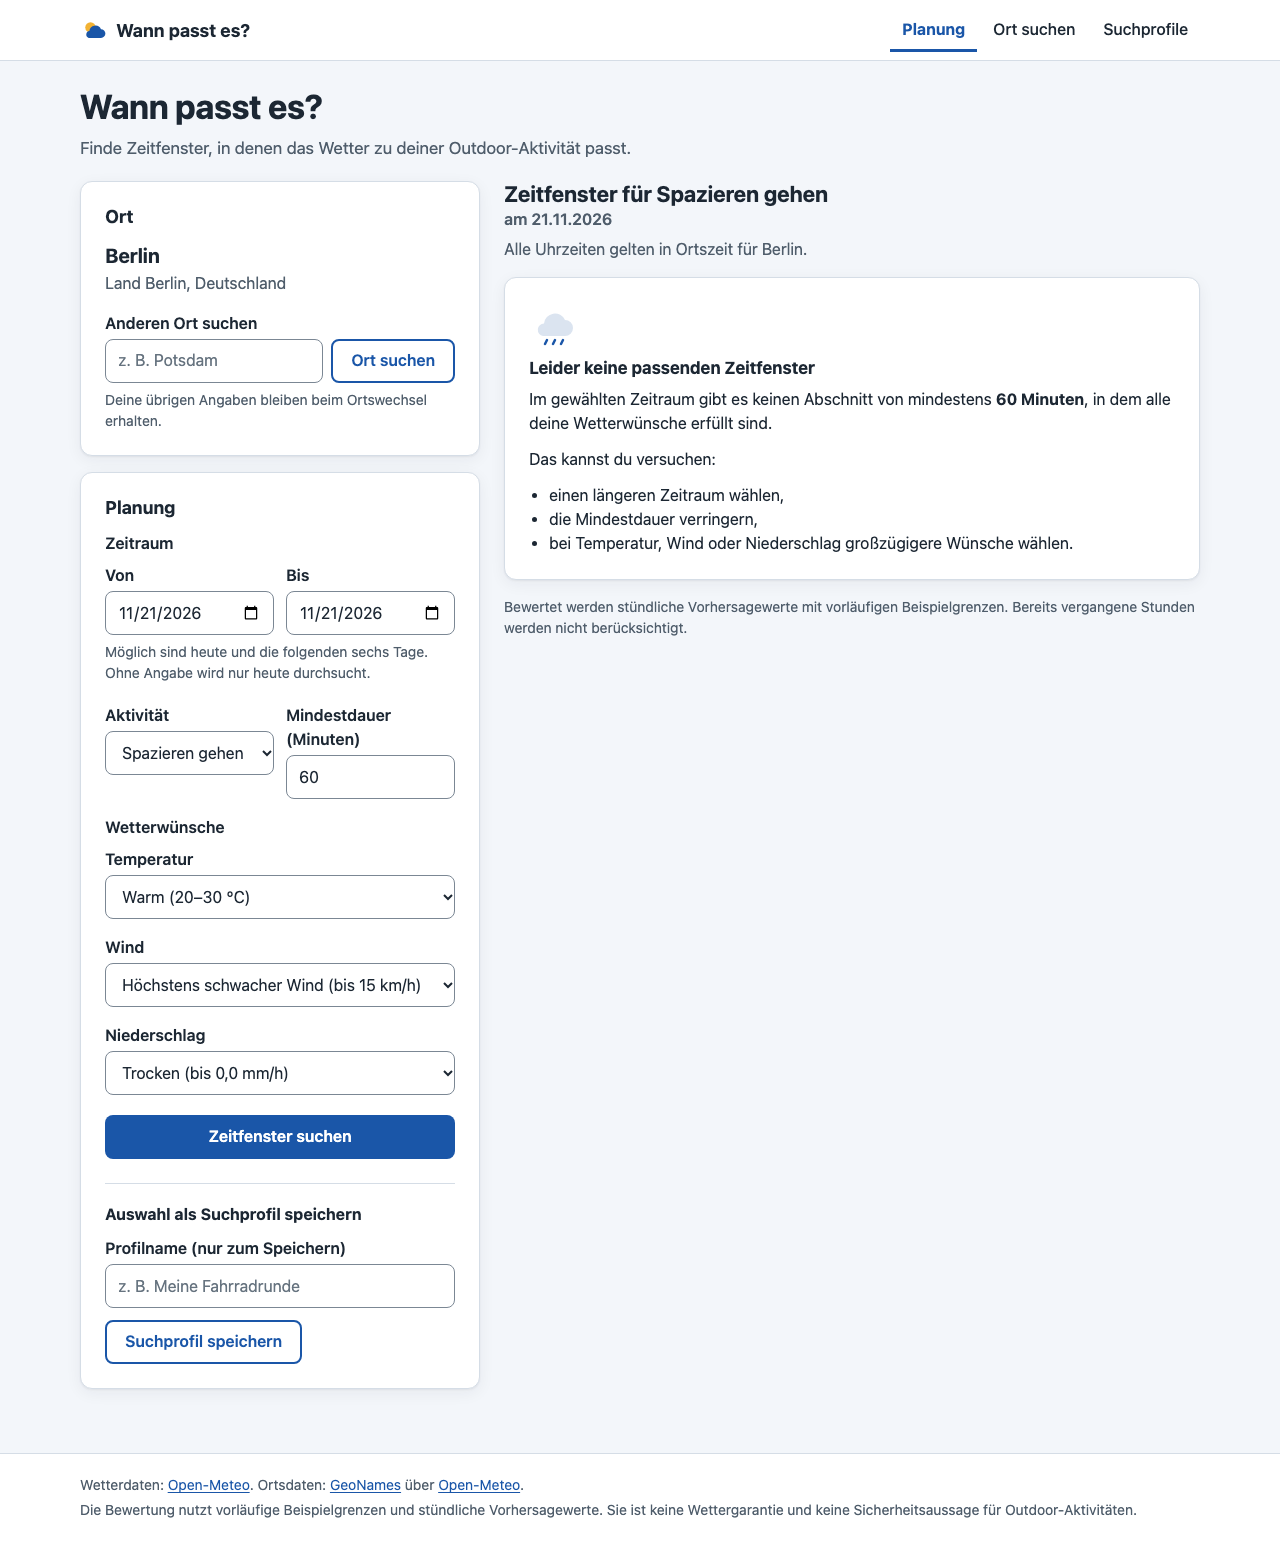 Wann passt es?
Planung
Ort suchen
Suchprofile
Wann passt es?
Finde Zeitfenster, in denen das Wetter zu deiner Outdoor-Aktivität passt.
Ort
Berlin
Land Berlin, Deutschland
Anderen Ort suchen
z. B. Potsdam
Ort suchen
Deine übrigen Angaben bleiben beim Ortswechsel
erhalten.
Planung
Zeitraum
Von
Bis
11/21/2026
11/21/2026
Möglich sind heute und die folgenden sechs Tage.
Ohne Angabe wird nur heute durchsucht.
Aktivität
Mindestdauer
(Minuten)
Spazieren gehen
60
Wetterwünsche
Temperatur
Warm (20–30 °C)
Wind
Höchstens schwacher Wind (bis 15 km/h)
Niederschlag
Trocken (bis 0,0 mm/h)
Zeitfenster suchen
Auswahl als Suchprofil speichern
Profilname (nur zum Speichern)
z. B. Meine Fahrradrunde
Suchprofil speichern
Zeitfenster für Spazieren gehen
am 21.11.2026
Alle Uhrzeiten gelten in Ortszeit für Berlin.
Leider keine passenden Zeitfenster
Im gewählten Zeitraum gibt es keinen Abschnitt von mindestens 60 Minuten, in dem alle
deine Wetterwünsche erfüllt sind.
Das kannst du versuchen:
• einen längeren Zeitraum wählen,
• die Mindestdauer verringern,
• bei Temperatur, Wind oder Niederschlag großzügigere Wünsche wählen.
Bewertet werden stündliche Vorhersagewerte mit vorläufigen Beispielgrenzen. Bereits vergangene Stunden
werden nicht berücksichtigt.
Wetterdaten: Open-Meteo. Ortsdaten: GeoNames über Open-Meteo.
Die Bewertung nutzt vorläufige Beispielgrenzen und stündliche Vorhersagewerte. Sie ist keine Wettergarantie und keine Sicherheitsaussage für Outdoor-Aktivitäten.